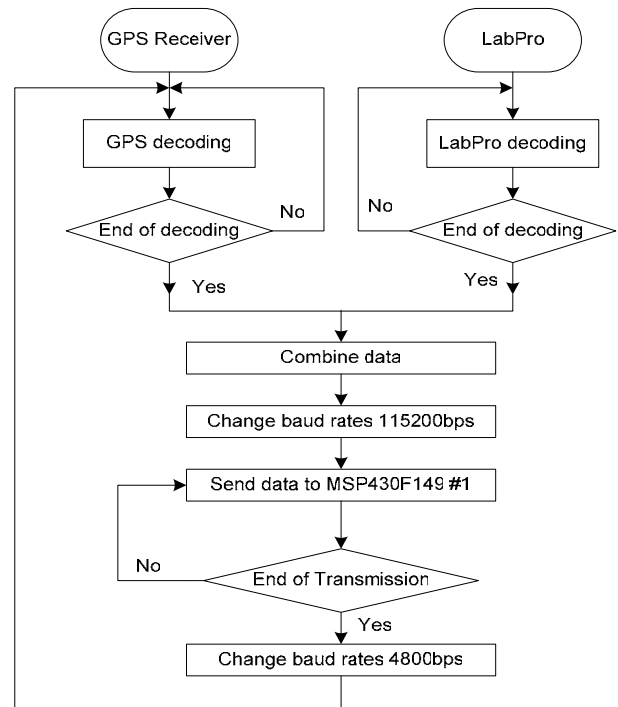 GPS Receiver
LabPro
GPS decoding
LabPro decoding
No
No
End of decoding
End of decoding
Yes
Yes
Combine data
Change baud rates 115200bps
Send data to MSP430F149 #1
No
End of Transmission
Yes
Change baud rates 4800bps